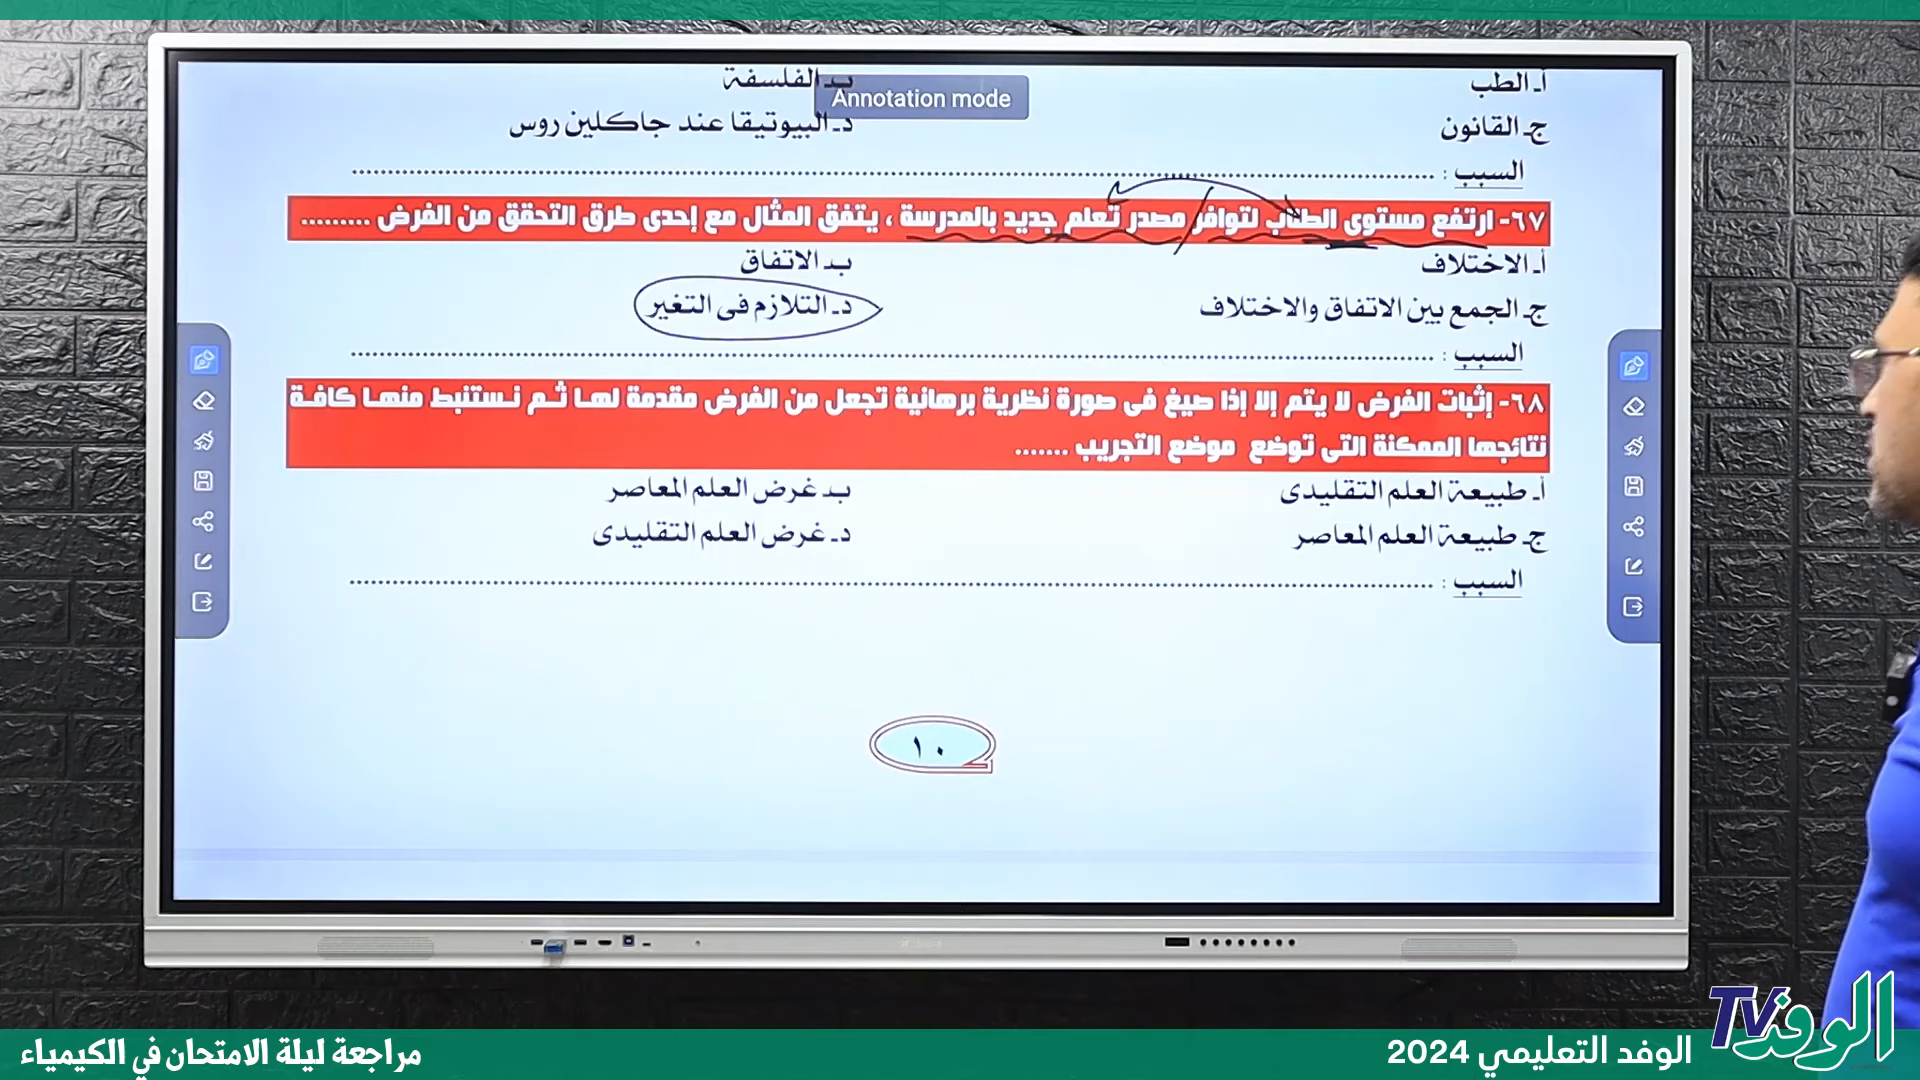 Annotation mode
أ- الطب
ب- الفلسفة
ج- القانون
د- البيوتيقا عند جاكلين روس
السبب : ........................
٦٧- ارتفع مستوى الطلاب لتوافر مصدر تعلم جديد بالمدرسة ، يتفق المثال مع إحدى طرق التحقق من الفرض .........
أ- الاختلاف
ب- الاتفاق
ج- الجمع بين الاتفاق والاختلاف
د- التلازم فى التغير
السبب : ........................
٦٨- إثبات الفرض لا يتم إلا إذا صيغ فى صورة نظرية برهانية تجعل من الفرض مقدمة لها ثم نستنبط منها كافة
نتائجها الممكنة التى توضع موضع التجريب .......
أ- طبيعة العلم التقليدى
ب- غرض العلم المعاصر
ج- طبيعة العلم المعاصر
د- غرض العلم التقليدى
السبب : ........................
١٠
الوفد TV
الوفد التعليمي 2024
مراجعة ليلة الامتحان في الكيمياء